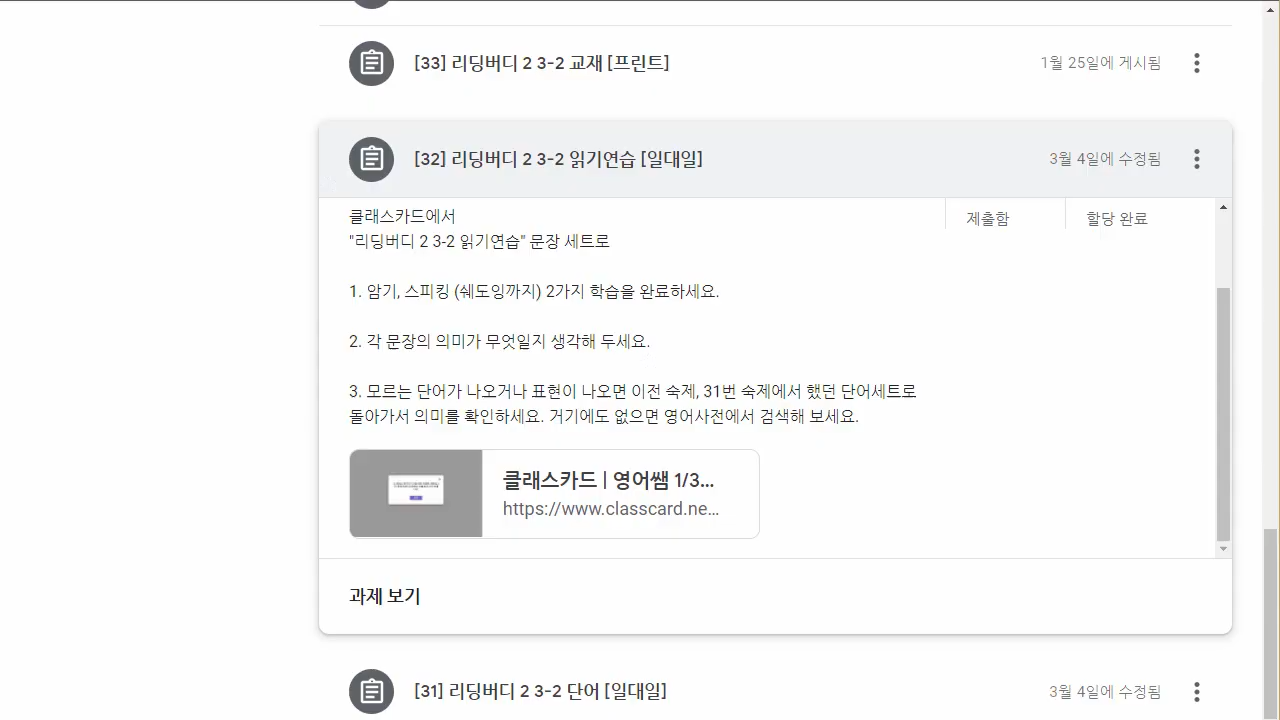 [33] 리딩버디 2 3-2 교재 [프린트]
1월 25일에 게시됨
[32] 리딩버디 2 3-2 읽기연습 [일대일]
3월 4일에 수정됨
클래스카드에서
"리딩버디 2 3-2 읽기연습" 문장 세트로
제출함
할당 완료
1. 암기, 스피킹 (쉐도잉까지) 2가지 학습을 완료하세요.
2. 각 문장의 의미가 무엇일지 생각해 두세요.
3. 모르는 단어가 나오거나 표현이 나오면 이전 숙제, 31번 숙제에서 했던 단어세트로
돌아가서 의미를 확인하세요. 거기에도 없으면 영어사전에서 검색해 보세요.
클래스카드 | 영어쌤 1/3...
https://www.classcard.ne...
과제 보기
[31] 리딩버디 2 3-2 단어 [일대일]
3월 4일에 수정됨